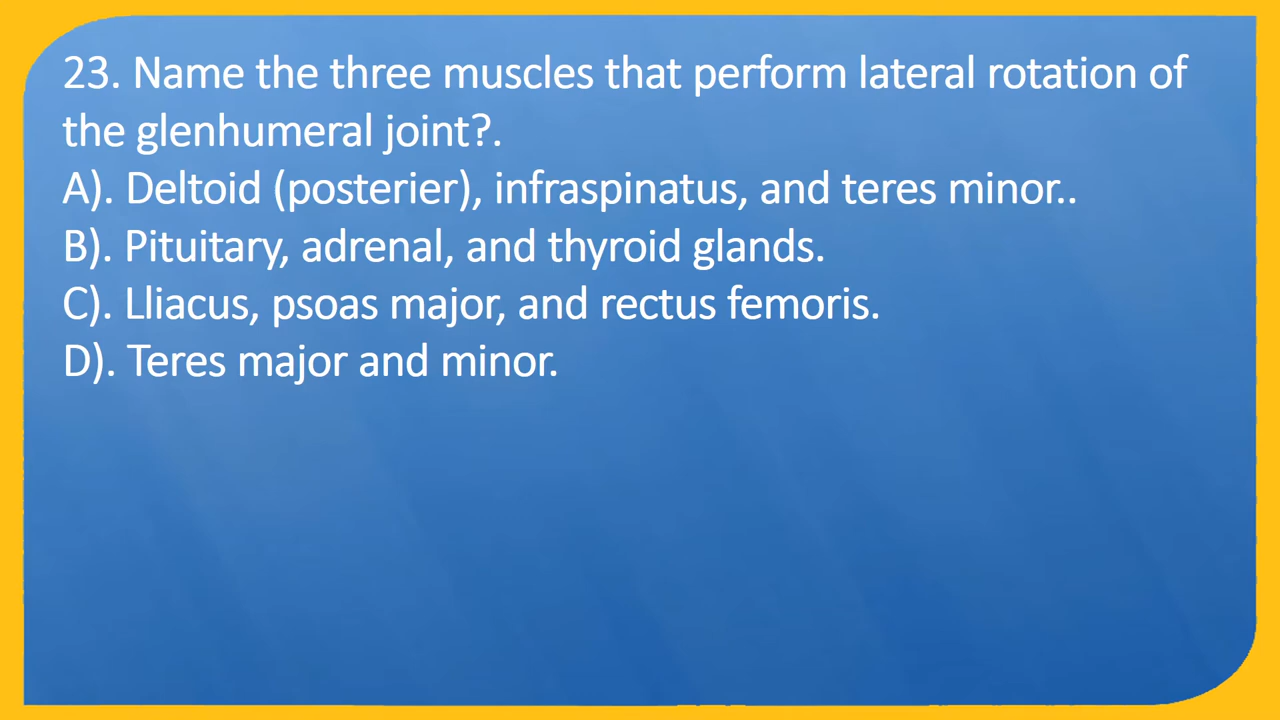 23. Name the three muscles that perform lateral rotation of
the glenhumeral joint?.
A). Deltoid (posterier), infraspinatus, and teres minor..
B). Pituitary, adrenal, and thyroid glands.
C). Lliacus, psoas major, and rectus femoris.
D). Teres major and minor.